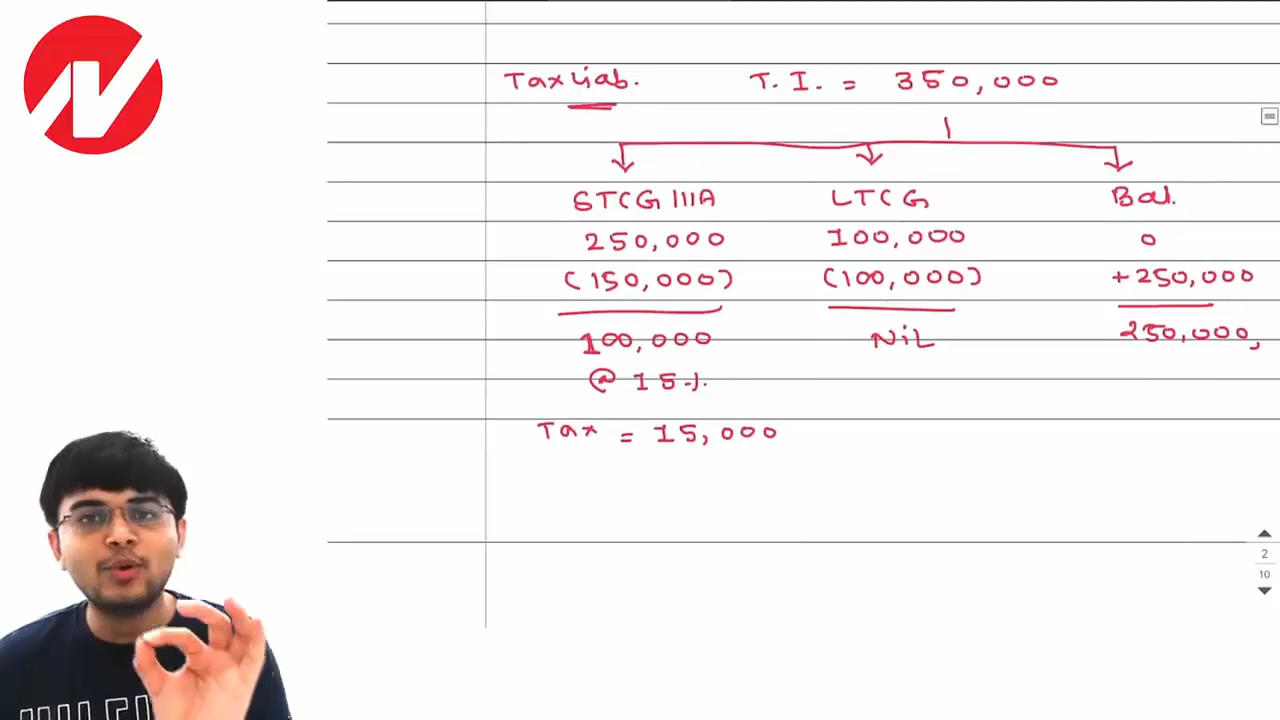 Tax Liab. T. I. = 350,000
STCG 111A LTCG Bal.
250,000 100,000 0
(150,000) (100,000) +250,000
100,000 NiL 250,000,
@ 15 %
Tax = 15,000
2
10